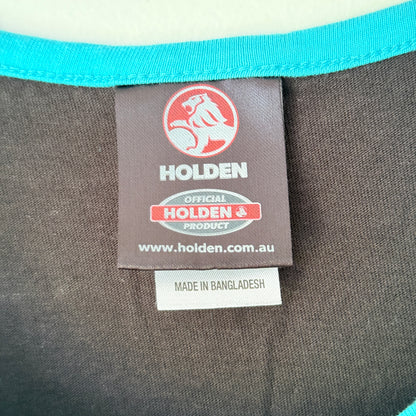 HOLDEN
OFFICIAL
HOLDEN
PRODUCT
www.holden.com.au
MADE IN BANGLADESH